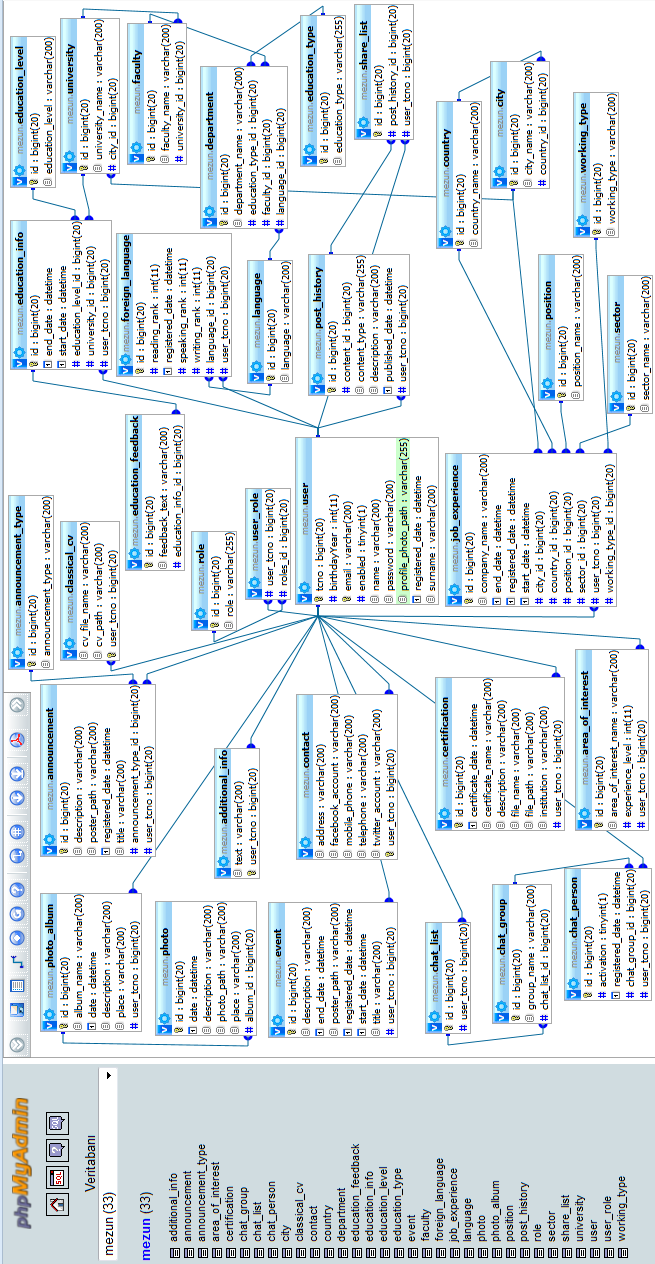 phpMyAdmin
SQL
Veritabanı
mezun (33)
mezun (33)
additional_info
announcement
announcement_type
area_of_interest
certification
chat_group
chat_list
chat_person
city
classical_cv
contact
country
department
education_feedback
education_info
education_level
education_type
event
faculty
foreign_language
job_experience
language
photo
photo_album
position
post_history
role
sector
share_list
university
user
user_role
working_type
mezun.photo_album
id : bigint(20)
album_name : varchar(200)
date : datetime
description : varchar(200)
place : varchar(200)
user_tcno : bigint(20)
mezun.photo
id : bigint(20)
date : datetime
description : varchar(200)
photo_path : varchar(200)
place : varchar(200)
album_id : bigint(20)
mezun.event
id : bigint(20)
description : varchar(200)
end_date : datetime
poster_path : varchar(200)
registered_date : datetime
start_date : datetime
title : varchar(200)
user_tcno : bigint(20)
mezun.chat_list
id : bigint(20)
user_tcno : bigint(20)
mezun.chat_group
id : bigint(20)
group_name : varchar(200)
chat_list_id : bigint(20)
mezun.chat_person
id : bigint(20)
activation : tinyint(1)
registered_date : datetime
chat_group_id : bigint(20)
user_tcno : bigint(20)
mezun.announcement
id : bigint(20)
description : varchar(200)
poster_path : varchar(200)
registered_date : datetime
title : varchar(200)
announcement_type_id : bigint(20)
user_tcno : bigint(20)
mezun.additional_info
text : varchar(200)
user_tcno : bigint(20)
mezun.contact
address : varchar(200)
facebook_account : varchar(200)
mobile_phone : varchar(200)
telephone : varchar(200)
twitter_account : varchar(200)
user_tcno : bigint(20)
mezun.certification
id : bigint(20)
certificate_date : datetime
certificate_name : varchar(200)
description : varchar(200)
file_name : varchar(200)
file_path : varchar(200)
institution : varchar(200)
user_tcno : bigint(20)
mezun.area_of_interest
id : bigint(20)
area_of_interest_name : varchar(200)
experience_level : int(11)
user_tcno : bigint(20)
mezun.announcement_type
id : bigint(20)
announcement_type : varchar(200)
mezun.classical_cv
cv_file_name : varchar(200)
cv_path : varchar(200)
user_tcno : bigint(20)
mezun.education_feedback
id : bigint(20)
feedback_text : varchar(200)
education_info_id : bigint(20)
mezun.role
id : bigint(20)
role : varchar(255)
mezun.user_role
user_tcno : bigint(20)
roles_id : bigint(20)
mezun.user
tcno : bigint(20)
birthdayYear : int(11)
email : varchar(200)
enabled : tinyint(1)
name : varchar(200)
password : varchar(200)
profile_photo_path : varchar(255)
registered_date : datetime
surname : varchar(200)
mezun.job_experience
id : bigint(20)
company_name : varchar(200)
end_date : datetime
registered_date : datetime
start_date : datetime
city_id : bigint(20)
country_id : bigint(20)
position_id : bigint(20)
sector_id : bigint(20)
user_tcno : bigint(20)
working_type_id : bigint(20)
mezun.education_info
id : bigint(20)
end_date : datetime
start_date : datetime
education_level_id : bigint(20)
university_id : bigint(20)
user_tcno : bigint(20)
mezun.foreign_language
id : bigint(20)
reading_rank : int(11)
registered_date : datetime
speaking_rank : int(11)
writing_rank : int(11)
language_id : bigint(20)
user_tcno : bigint(20)
mezun.language
id : bigint(20)
language : varchar(200)
mezun.post_history
id : bigint(20)
content_id : bigint(20)
content_type : varchar(255)
description : varchar(200)
published_date : datetime
user_tcno : bigint(20)
mezun.country
id : bigint(20)
country_name : varchar(200)
mezun.position
id : bigint(20)
position_name : varchar(200)
mezun.sector
id : bigint(20)
sector_name : varchar(200)
mezun.education_level
id : bigint(20)
education_level : varchar(200)
mezun.university
id : bigint(20)
university_name : varchar(200)
city_id : bigint(20)
mezun.faculty
id : bigint(20)
faculty_name : varchar(200)
university_id : bigint(20)
mezun.department
id : bigint(20)
department_name : varchar(200)
education_type_id : bigint(20)
faculty_id : bigint(20)
language_id : bigint(20)
mezun.education_type
id : bigint(20)
education_type : varchar(255)
mezun.share_list
post_history_id : bigint(20)
user_tcno : bigint(20)
mezun.city
id : bigint(20)
city_name : varchar(200)
country_id : bigint(20)
mezun.working_type
id : bigint(20)
working_type : varchar(200)